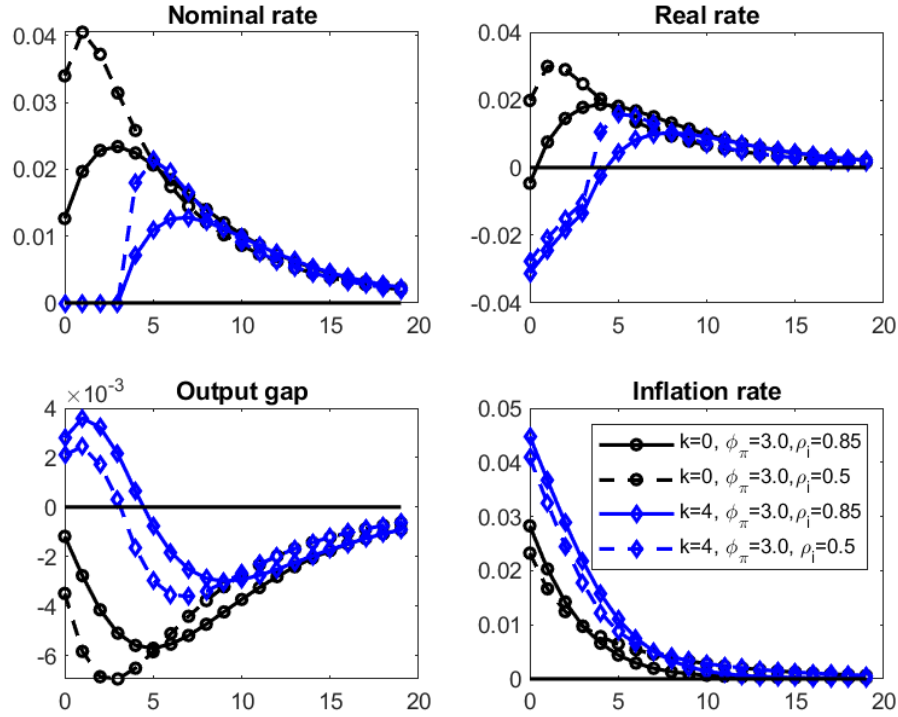 Nominal rate
0.04
0.03
0.02
0.01
0
0 5 10 15 20
Real rate
0.04
0.02
0
-0.02
-0.04
0 5 10 15 20
Output gap
×10⁻³
4
2
0
-2
-4
-6
0 5 10 15 20
Inflation rate
0.05
0.04
0.03
0.02
0.01
0
0 5 10 15 20
k=0, ϕ_π=3.0,ρ_i=0.85
k=0, ϕ_π=3.0,ρ_i=0.5
k=4, ϕ_π=3.0,ρ_i=0.85
k=4, ϕ_π=3.0, ρ_i=0.5